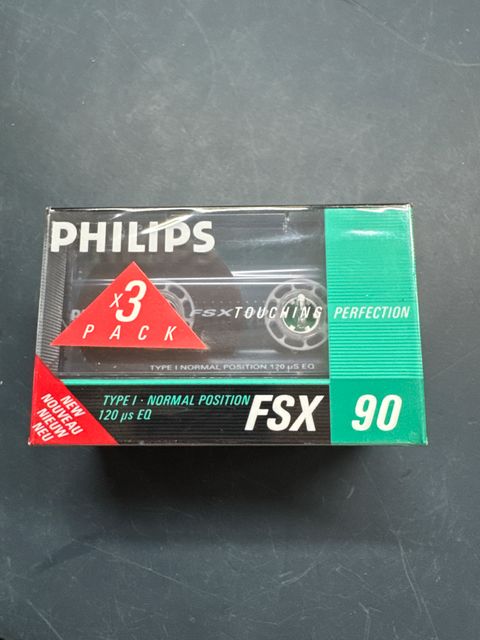 PHILIPS
x3
PACK
FSX TOUCHING PERFECTION
TYPE I NORMAL POSITION 120 µS EQ
TYPE I · NORMAL POSITION
120 µs EQ
FSX 90
NEW
NOUVEAU
NIEUW
NEU